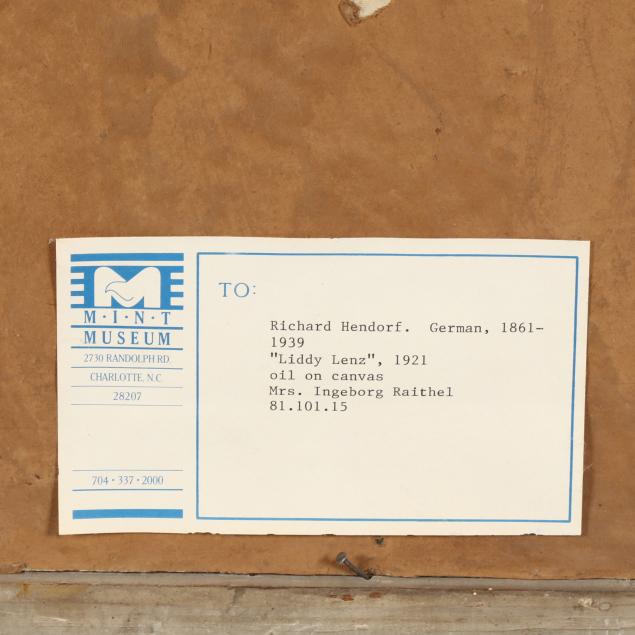 M
M·I·N·T
MUSEUM
2730 RANDOLPH RD.
CHARLOTTE, N.C.
28207
704·337·2000
TO:
Richard Hendorf.  German, 1861-
1939
"Liddy Lenz", 1921
oil on canvas
Mrs. Ingeborg Raithel
81.101.15